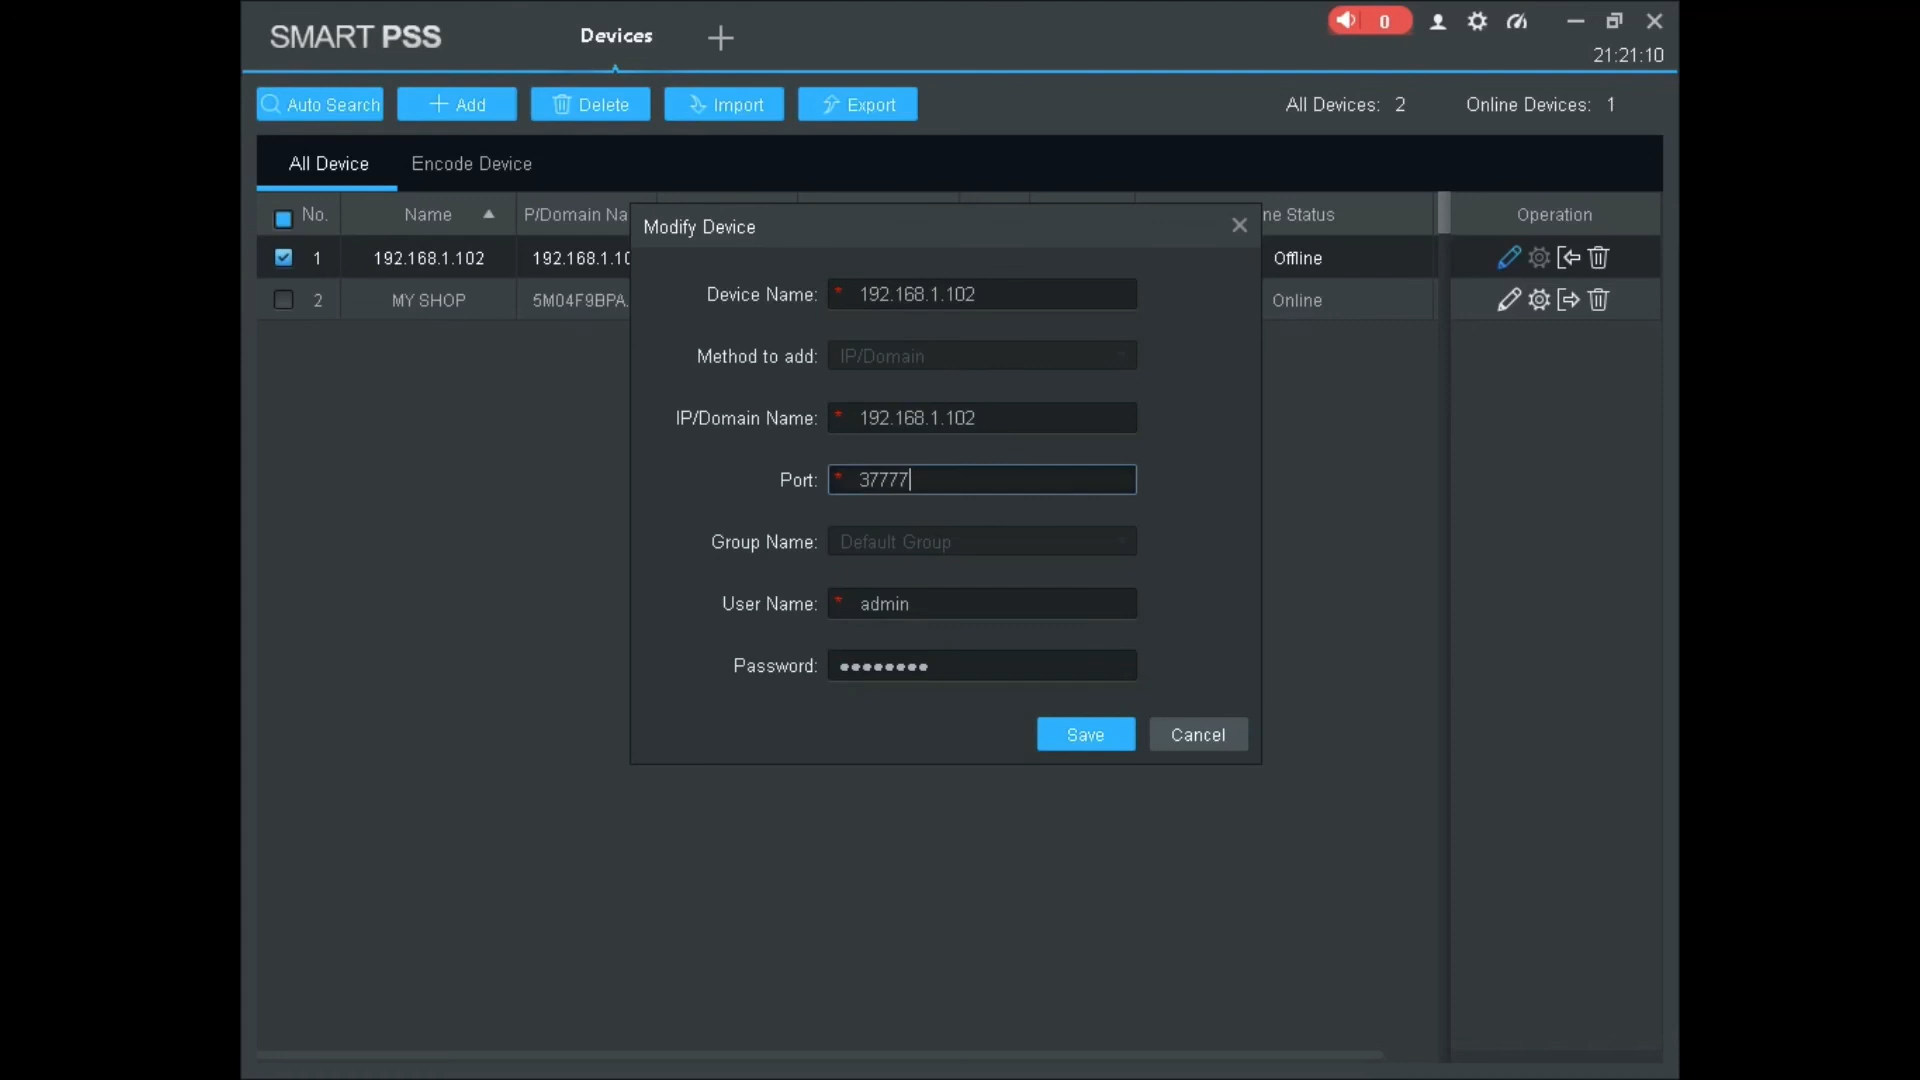 SMART PSS
Devices
0
21:21:10
Auto Search
Add
Delete
Import
Export
All Devices: 2
Online Devices: 1
All Device
Encode Device
No.
Name
P/Domain Na
ne Status
Operation
1
192.168.1.102
192.168.1.10
Offline
2
MY SHOP
5M04F9BPA.
Online
Modify Device
Device Name: * 192.168.1.102
Method to add: IP/Domain
IP/Domain Name: * 192.168.1.102
Port: * 37777
Group Name: Default Group
User Name: * admin
Password: ●●●●●●●●
Save
Cancel